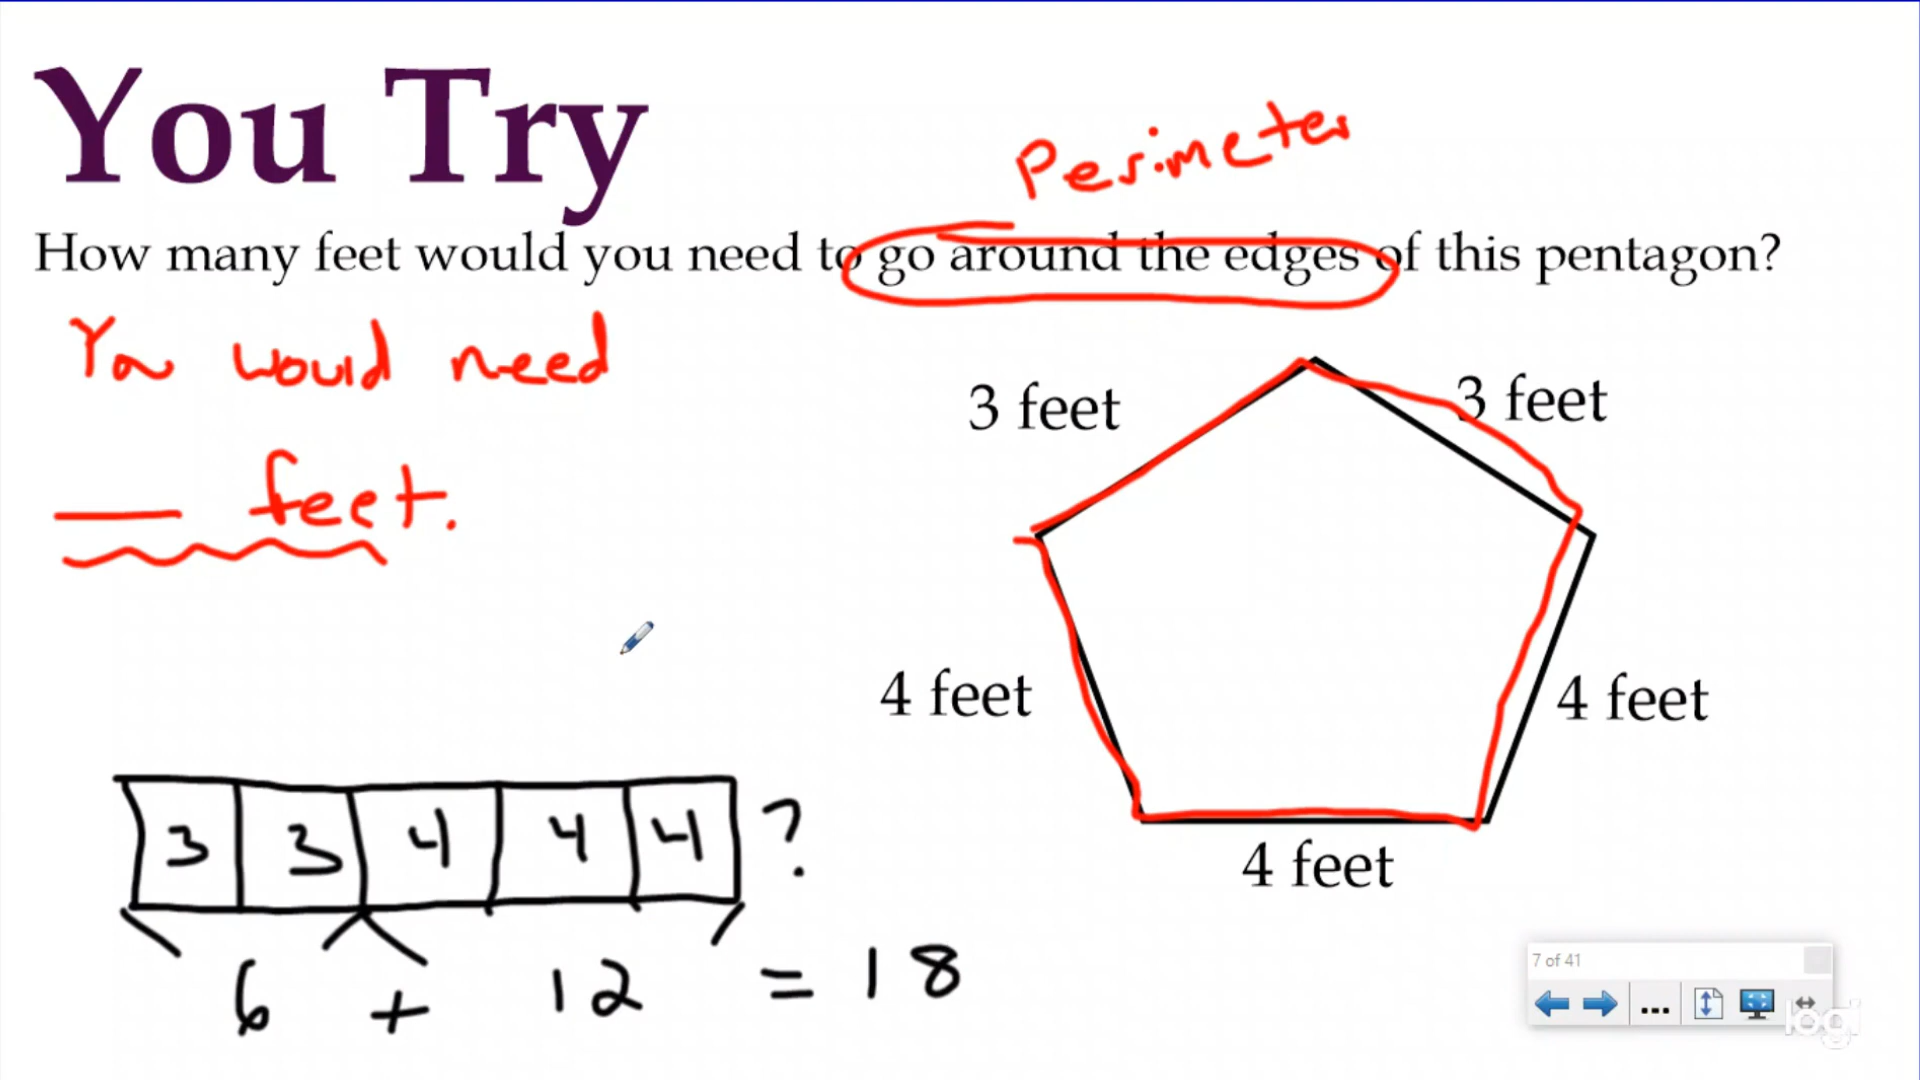 You Try
Perimeter
How many feet would you need to go around the edges of this pentagon?
You would need
___ feet.
3 feet
3 feet
4 feet
4 feet
4 feet
3 3 4 4 4 ?
6 + 12 = 18
7 of 41
...
logi